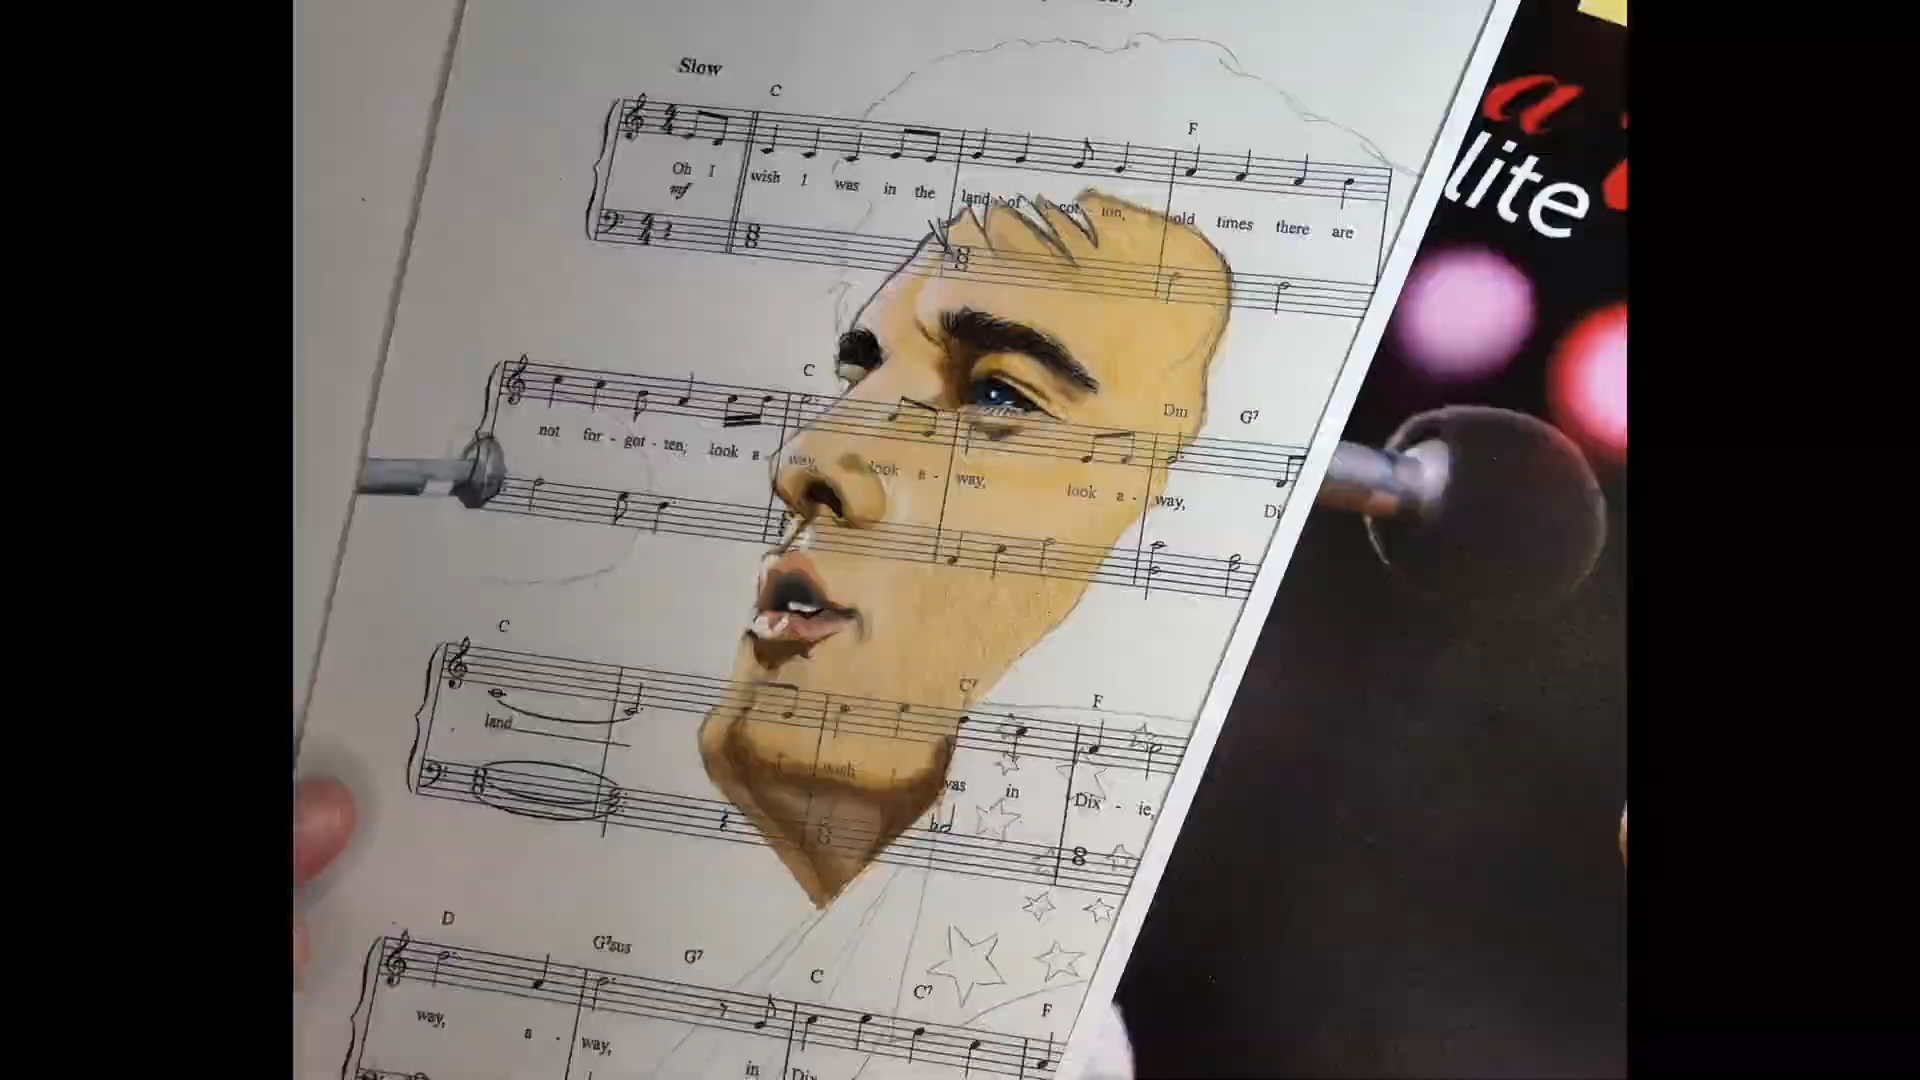 Slow
C
F
Oh I wish I was in the land of cot - ton, old times there are
mf
C
Dm G7
not for - got - ten; look a - way, look a - way, look a - way, Di
C
C7 F
land I wish I was in Dix - ie,
D G7sus G7 C C7 F
way, a - way, in Dix
a
lite